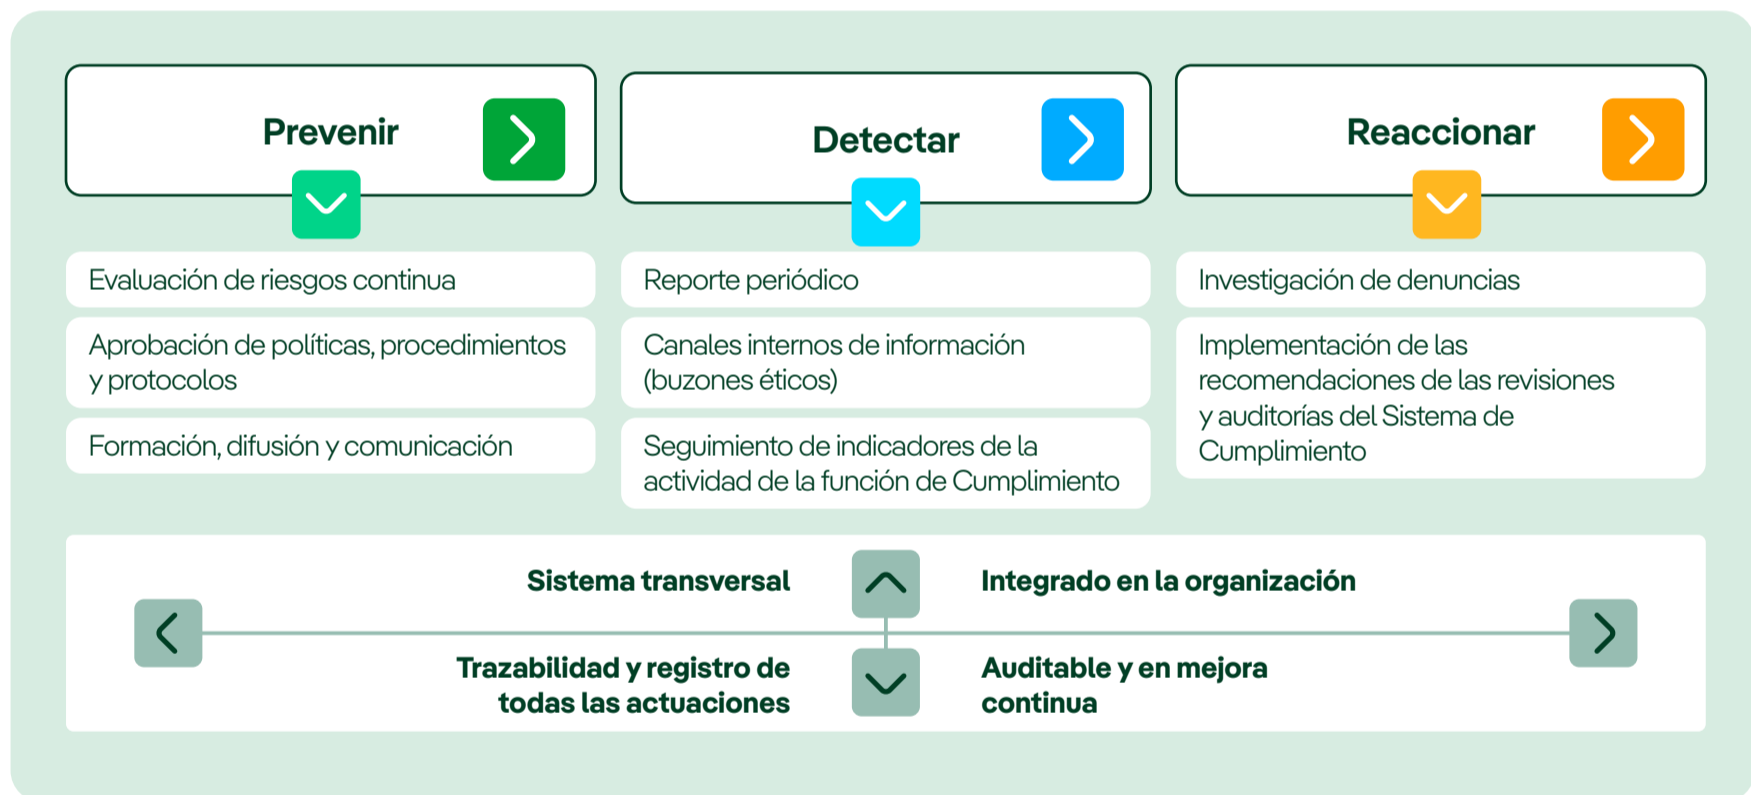 Prevenir
Evaluación de riesgos continua
Aprobación de políticas, procedimientos
y protocolos
Formación, difusión y comunicación
Detectar
Reporte periódico
Canales internos de información
(buzones éticos)
Seguimiento de indicadores de la
actividad de la función de Cumplimiento
Reaccionar
Investigación de denuncias
Implementación de las
recomendaciones de las revisiones
y auditorías del Sistema de
Cumplimiento
Sistema transversal
Integrado en la organización
Trazabilidad y registro de
todas las actuaciones
Auditable y en mejora
continua